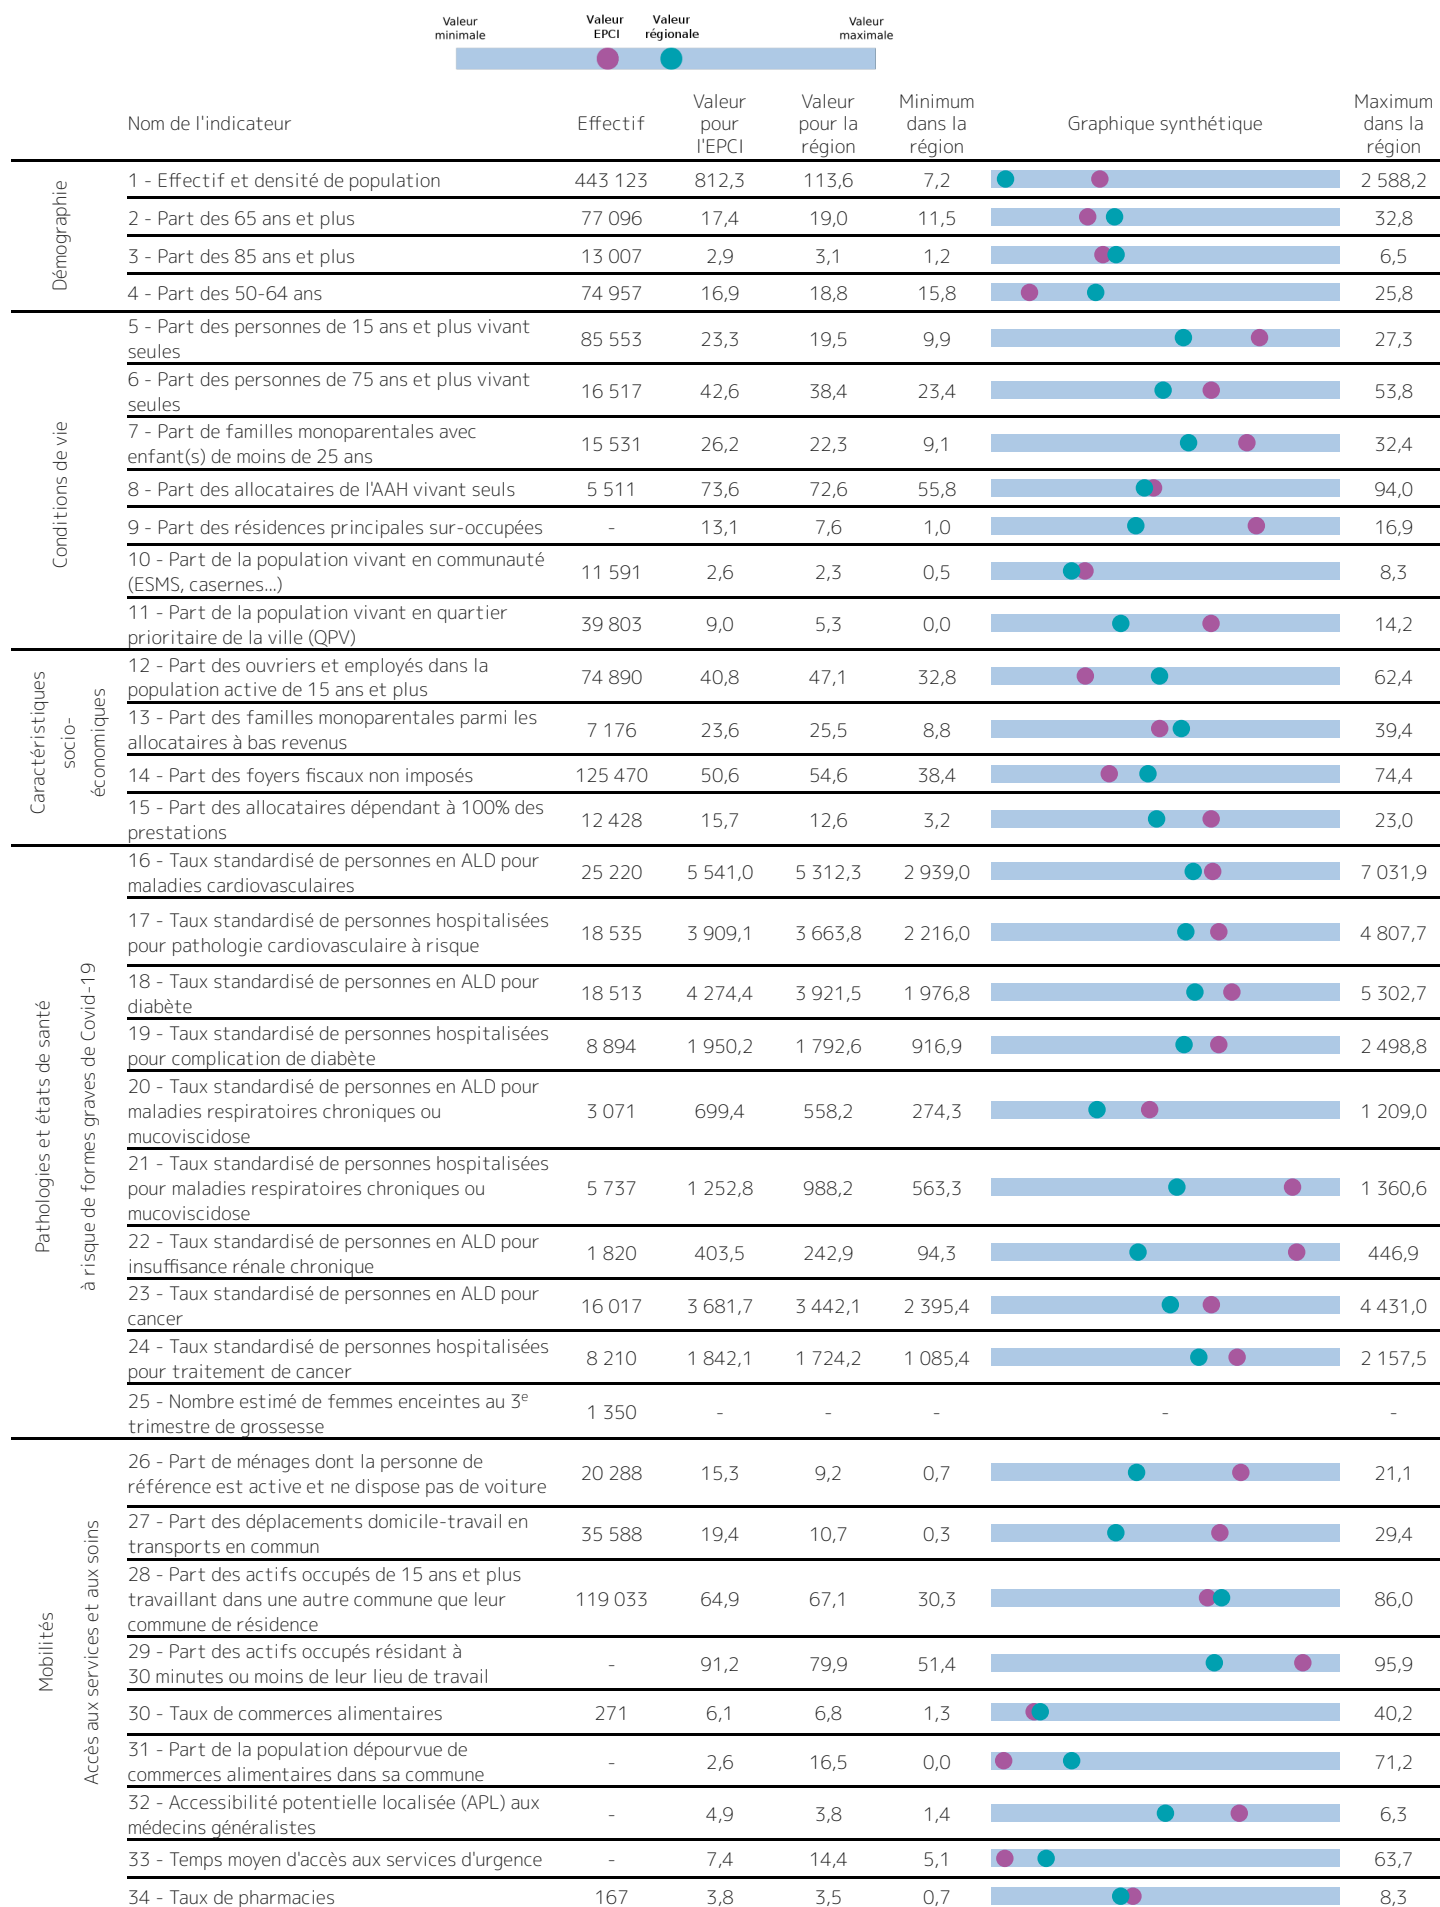 Valeur minimale
Valeur EPCI
Valeur régionale
Valeur maximale
Nom de l'indicateur
Effectif
Valeur pour l'EPCI
Valeur pour la région
Minimum dans la région
Graphique synthétique
Maximum dans la région
Démographie
1 - Effectif et densité de population 443 123 812,3 113,6 7,2 2 588,2
2 - Part des 65 ans et plus 77 096 17,4 19,0 11,5 32,8
3 - Part des 85 ans et plus 13 007 2,9 3,1 1,2 6,5
4 - Part des 50-64 ans 74 957 16,9 18,8 15,8 25,8
Conditions de vie
5 - Part des personnes de 15 ans et plus vivant
seules 85 553 23,3 19,5 9,9 27,3
6 - Part des personnes de 75 ans et plus vivant
seules 16 517 42,6 38,4 23,4 53,8
7 - Part de familles monoparentales avec
enfant(s) de moins de 25 ans 15 531 26,2 22,3 9,1 32,4
8 - Part des allocataires de l'AAH vivant seuls 5 511 73,6 72,6 55,8 94,0
9 - Part des résidences principales sur-occupées - 13,1 7,6 1,0 16,9
10 - Part de la population vivant en communauté
(ESMS, casernes...) 11 591 2,6 2,3 0,5 8,3
11 - Part de la population vivant en quartier
prioritaire de la ville (QPV) 39 803 9,0 5,3 0,0 14,2
Caractéristiques
socio-
économiques
12 - Part des ouvriers et employés dans la
population active de 15 ans et plus 74 890 40,8 47,1 32,8 62,4
13 - Part des familles monoparentales parmi les
allocataires à bas revenus 7 176 23,6 25,5 8,8 39,4
14 - Part des foyers fiscaux non imposés 125 470 50,6 54,6 38,4 74,4
15 - Part des allocataires dépendant à 100% des
prestations 12 428 15,7 12,6 3,2 23,0
Pathologies et états de santé
à risque de formes graves de Covid-19
16 - Taux standardisé de personnes en ALD pour
maladies cardiovasculaires 25 220 5 541,0 5 312,3 2 939,0 7 031,9
17 - Taux standardisé de personnes hospitalisées
pour pathologie cardiovasculaire à risque 18 535 3 909,1 3 663,8 2 216,0 4 807,7
18 - Taux standardisé de personnes en ALD pour
diabète 18 513 4 274,4 3 921,5 1 976,8 5 302,7
19 - Taux standardisé de personnes hospitalisées
pour complication de diabète 8 894 1 950,2 1 792,6 916,9 2 498,8
20 - Taux standardisé de personnes en ALD pour
maladies respiratoires chroniques ou 3 071 699,4 558,2 274,3 1 209,0
mucoviscidose
21 - Taux standardisé de personnes hospitalisées
pour maladies respiratoires chroniques ou 5 737 1 252,8 988,2 563,3 1 360,6
mucoviscidose
22 - Taux standardisé de personnes en ALD pour
insuffisance rénale chronique 1 820 403,5 242,9 94,3 446,9
23 - Taux standardisé de personnes en ALD pour
cancer 16 017 3 681,7 3 442,1 2 395,4 4 431,0
24 - Taux standardisé de personnes hospitalisées
pour traitement de cancer 8 210 1 842,1 1 724,2 1 085,4 2 157,5
25 - Nombre estimé de femmes enceintes au 3e
trimestre de grossesse 1 350 - - - - -
Mobilités
Accès aux services et aux soins
26 - Part de ménages dont la personne de
référence est active et ne dispose pas de voiture 20 288 15,3 9,2 0,7 21,1
27 - Part des déplacements domicile-travail en
transports en commun 35 588 19,4 10,7 0,3 29,4
28 - Part des actifs occupés de 15 ans et plus
travaillant dans une autre commune que leur 119 033 64,9 67,1 30,3 86,0
commune de résidence
29 - Part des actifs occupés résidant à
30 minutes ou moins de leur lieu de travail - 91,2 79,9 51,4 95,9
30 - Taux de commerces alimentaires 271 6,1 6,8 1,3 40,2
31 - Part de la population dépourvue de
commerces alimentaires dans sa commune - 2,6 16,5 0,0 71,2
32 - Accessibilité potentielle localisée (APL) aux
médecins généralistes - 4,9 3,8 1,4 6,3
33 - Temps moyen d'accès aux services d'urgence - 7,4 14,4 5,1 63,7
34 - Taux de pharmacies 167 3,8 3,5 0,7 8,3